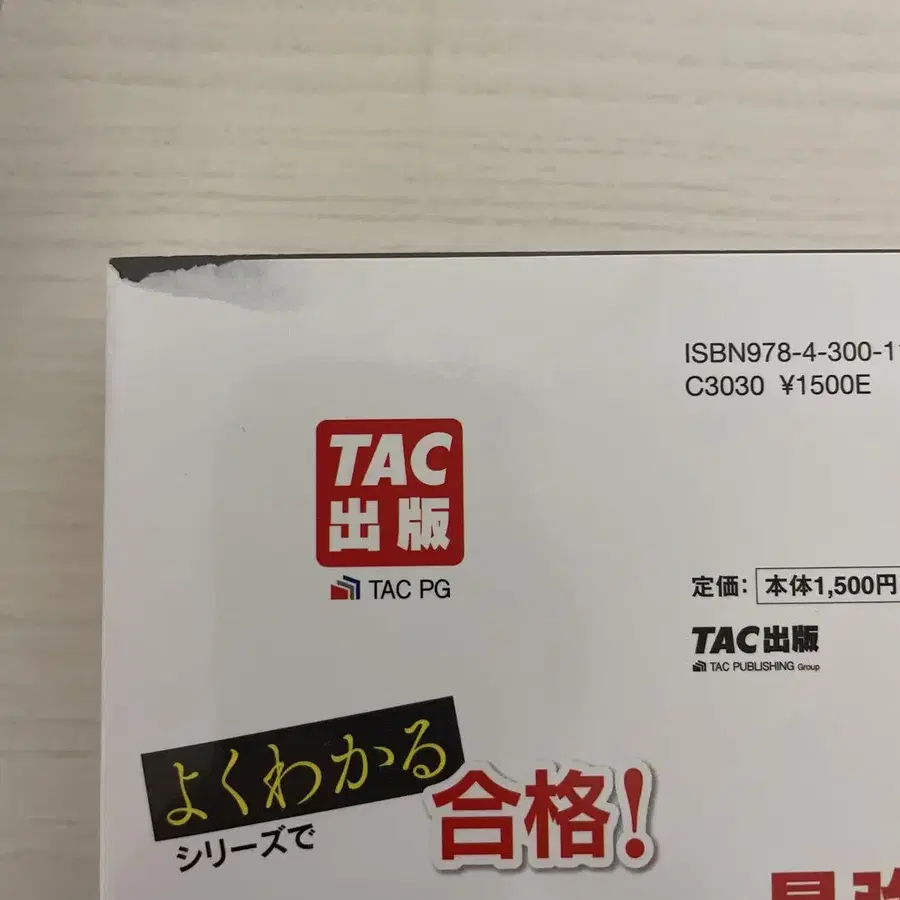 ISBN978-4-300-1
C3030 ¥1500E
TAC
出版
TAC PG
定価: 本体1,500円
TAC出版
TAC PUBLISHING Group
よくわかる
シリーズで
合格!